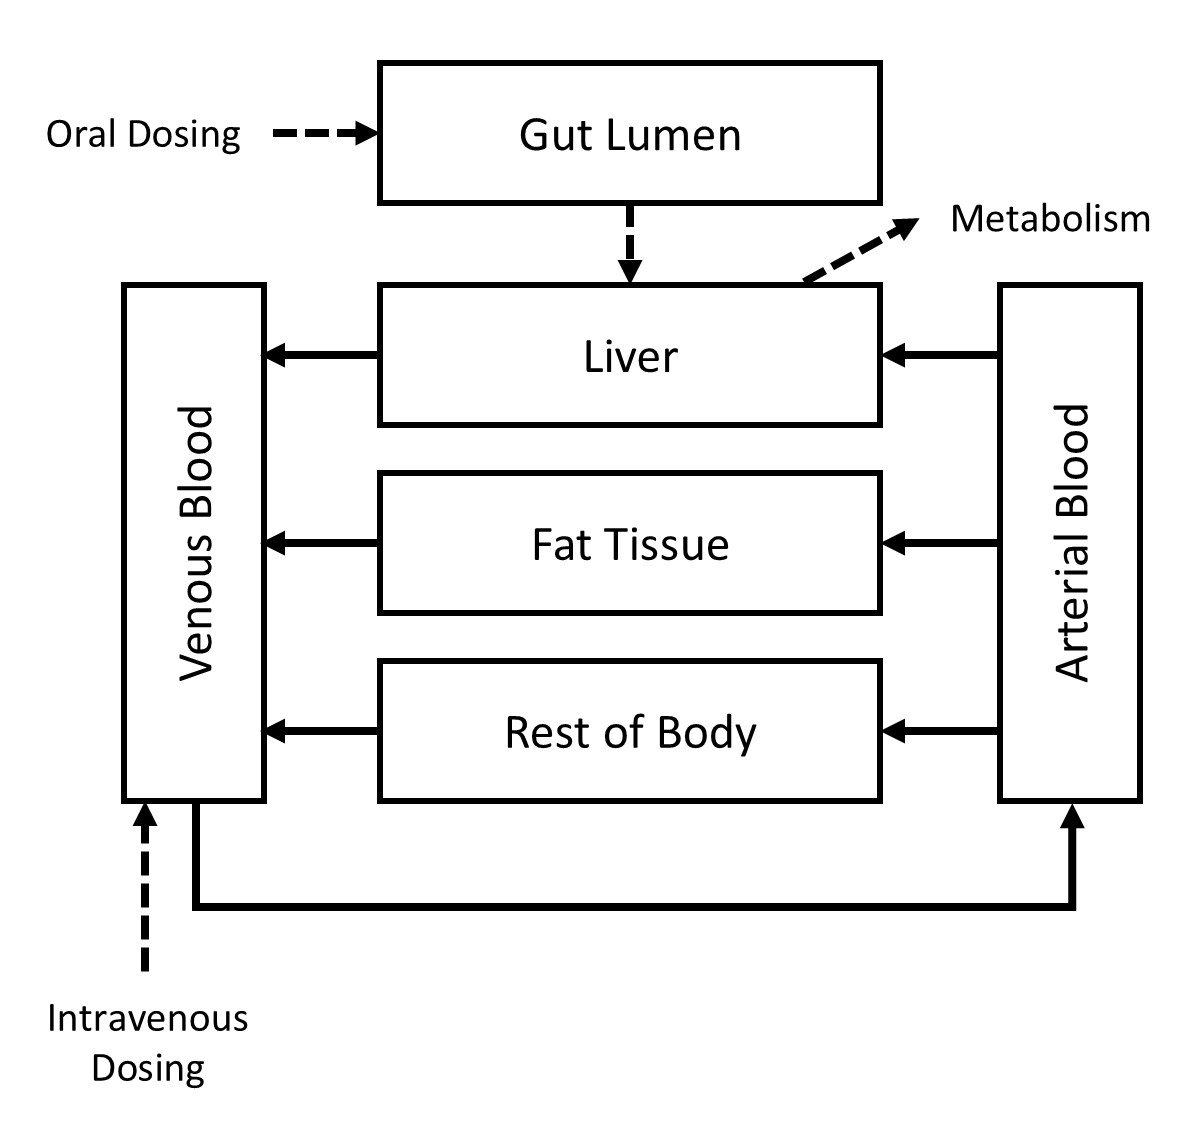 Oral Dosing
Gut Lumen
Metabolism
Liver
Venous Blood
Arterial Blood
Fat Tissue
Rest of Body
Intravenous
Dosing